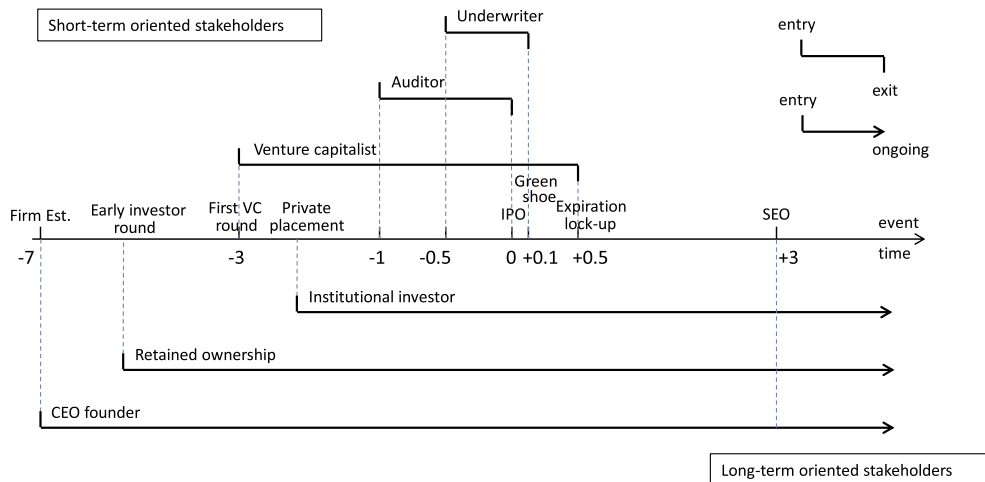 Short-term oriented stakeholders
Underwriter
entry
exit
Auditor
entry
ongoing
Venture capitalist
Firm Est.
Early investor
round
First VC
round
Private
placement
IPO
Green
shoe
Expiration
lock-up
SEO
event
-7
-3
-1
-0.5
0
+0.1
+0.5
+3
time
Institutional investor
Retained ownership
CEO founder
Long-term oriented stakeholders